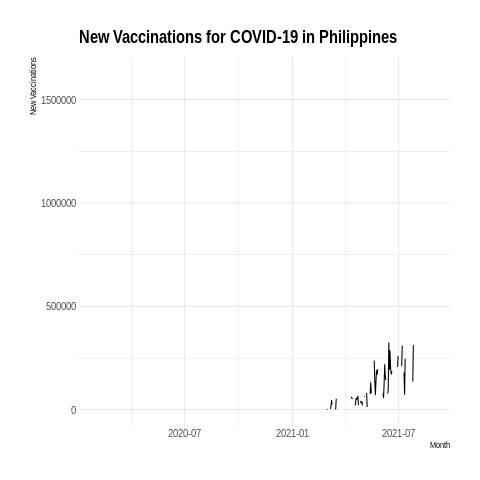 New Vaccinations for COVID-19 in Philippines
New Vaccinations
1500000
1000000
500000
0
2020-07
2021-01
2021-07
Month